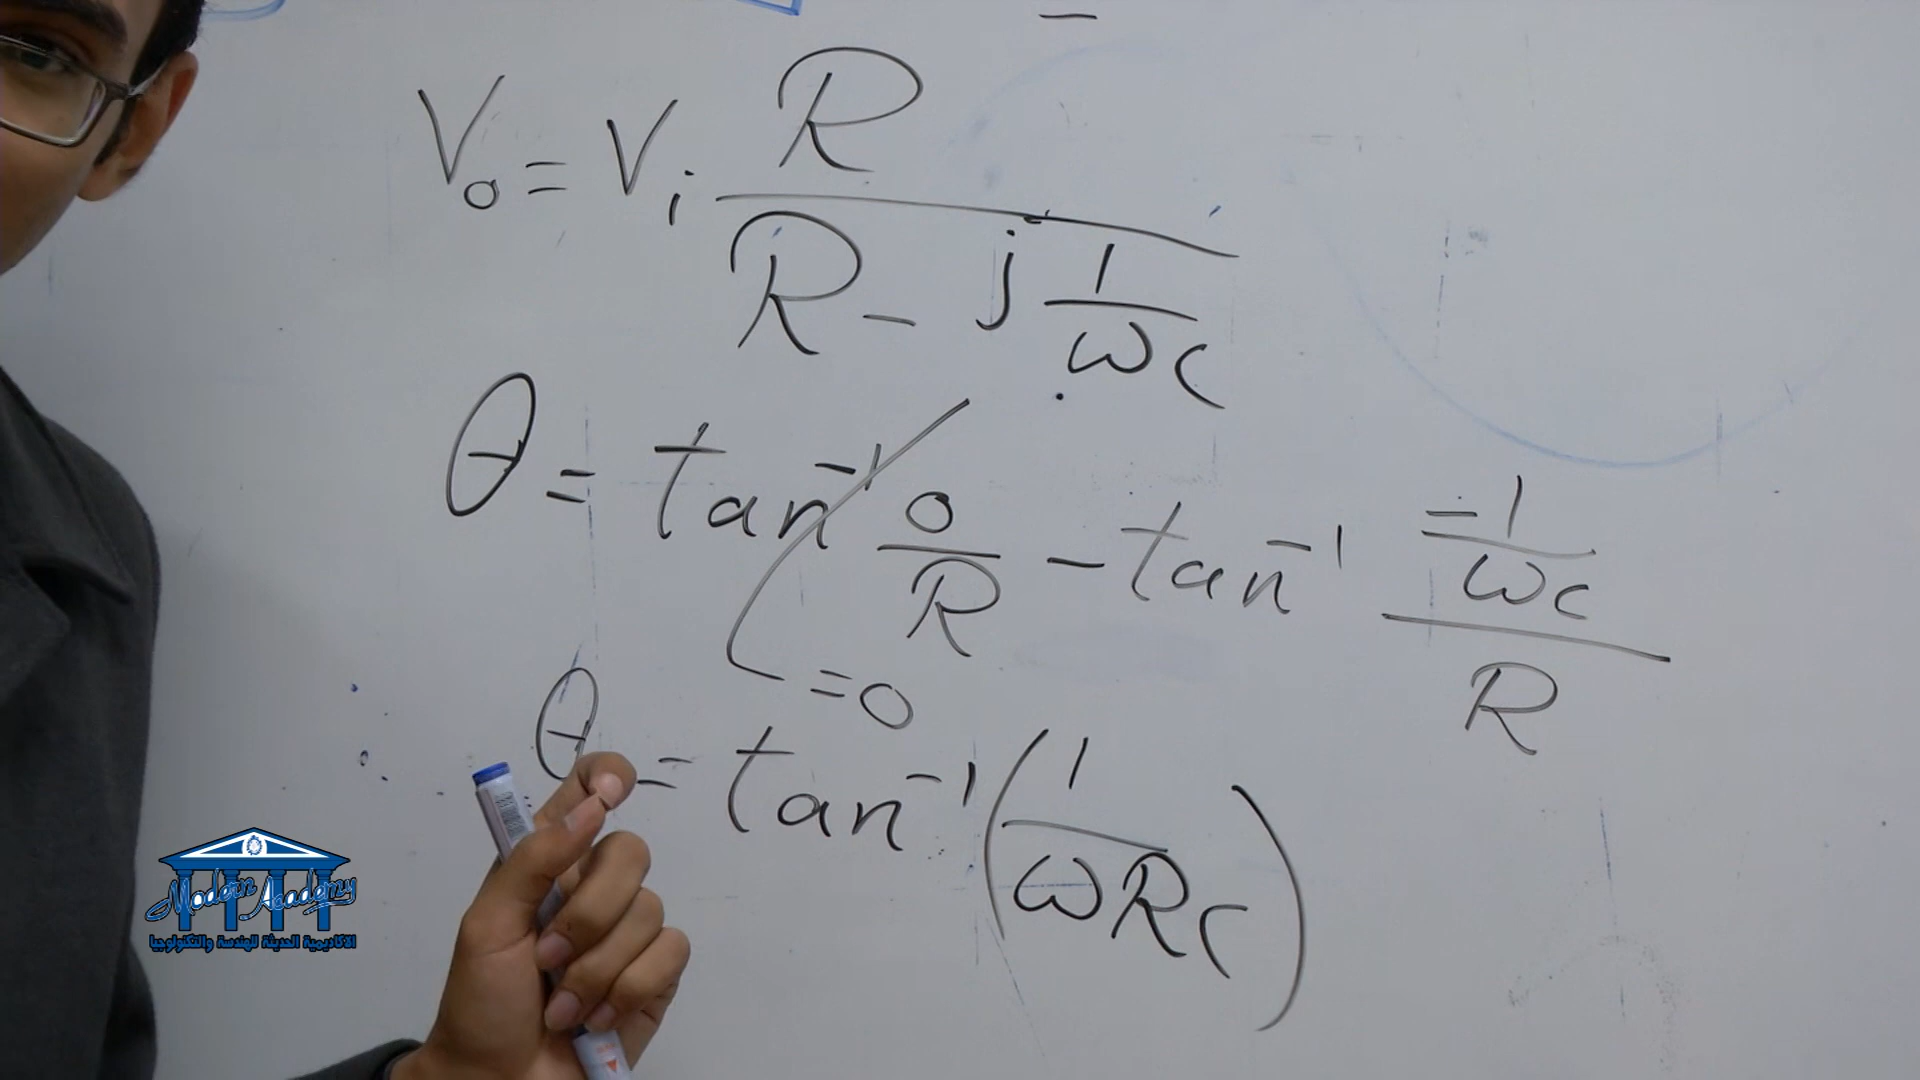 Vo = Vi R / (R - j 1/ωc)
θ = tan⁻¹ 0/R - tan⁻¹ (-1/ωc)/R
= 0
θ = tan⁻¹ (1/ωRc)
Modern Academy
الاكاديمية الحديثة للهندسة والتكنولوجيا